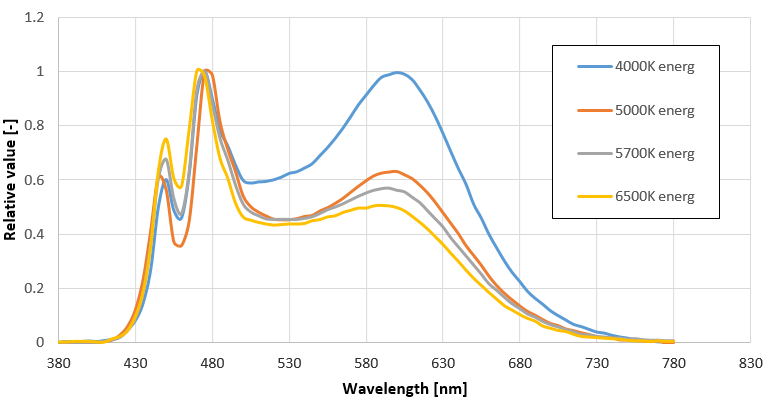 1.2
1
0.8
0.6
0.4
0.2
0
Relative value [-]
4000K energ
5000K energ
5700K energ
6500K energ
380 430 480 530 580 630 680 730 780 830
Wavelength [nm]